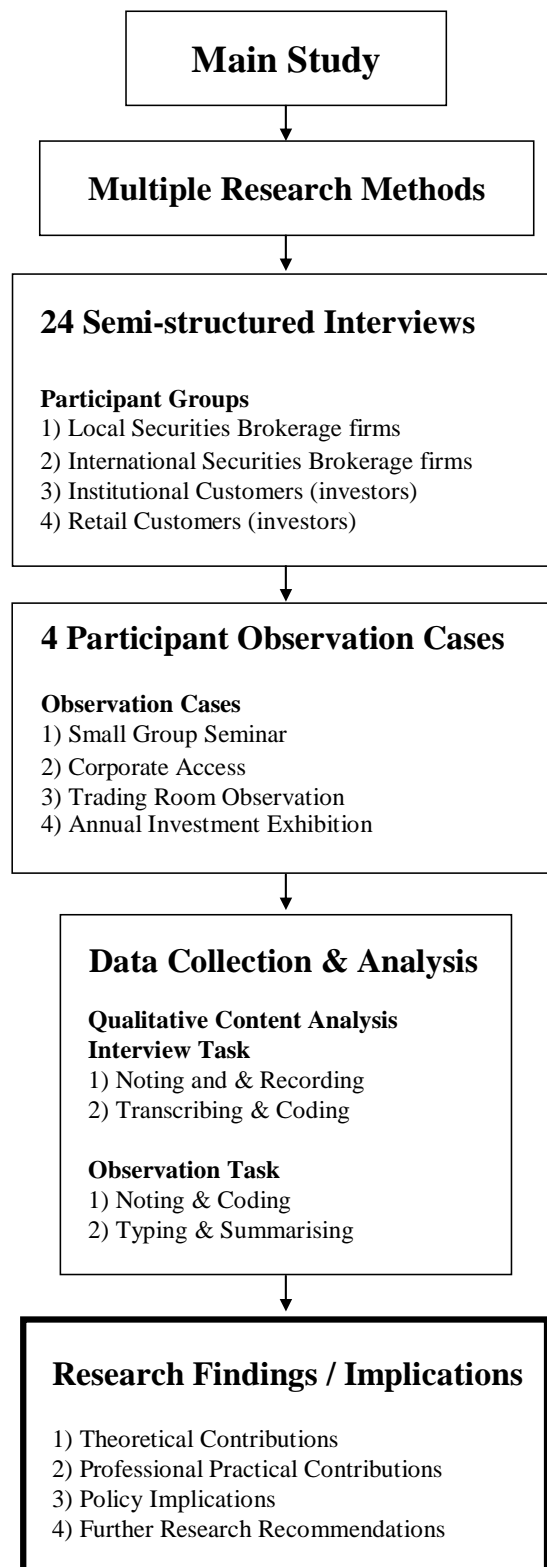 Main Study
Multiple Research Methods
24 Semi-structured Interviews
Participant Groups
1) Local Securities Brokerage firms
2) International Securities Brokerage firms
3) Institutional Customers (investors)
4) Retail Customers (investors)
4 Participant Observation Cases
Observation Cases
1) Small Group Seminar
2) Corporate Access
3) Trading Room Observation
4) Annual Investment Exhibition
Data Collection & Analysis
Qualitative Content Analysis
Interview Task
1) Noting and & Recording
2) Transcribing & Coding
Observation Task
1) Noting & Coding
2) Typing & Summarising
Research Findings / Implications
1) Theoretical Contributions
2) Professional Practical Contributions
3) Policy Implications
4) Further Research Recommendations